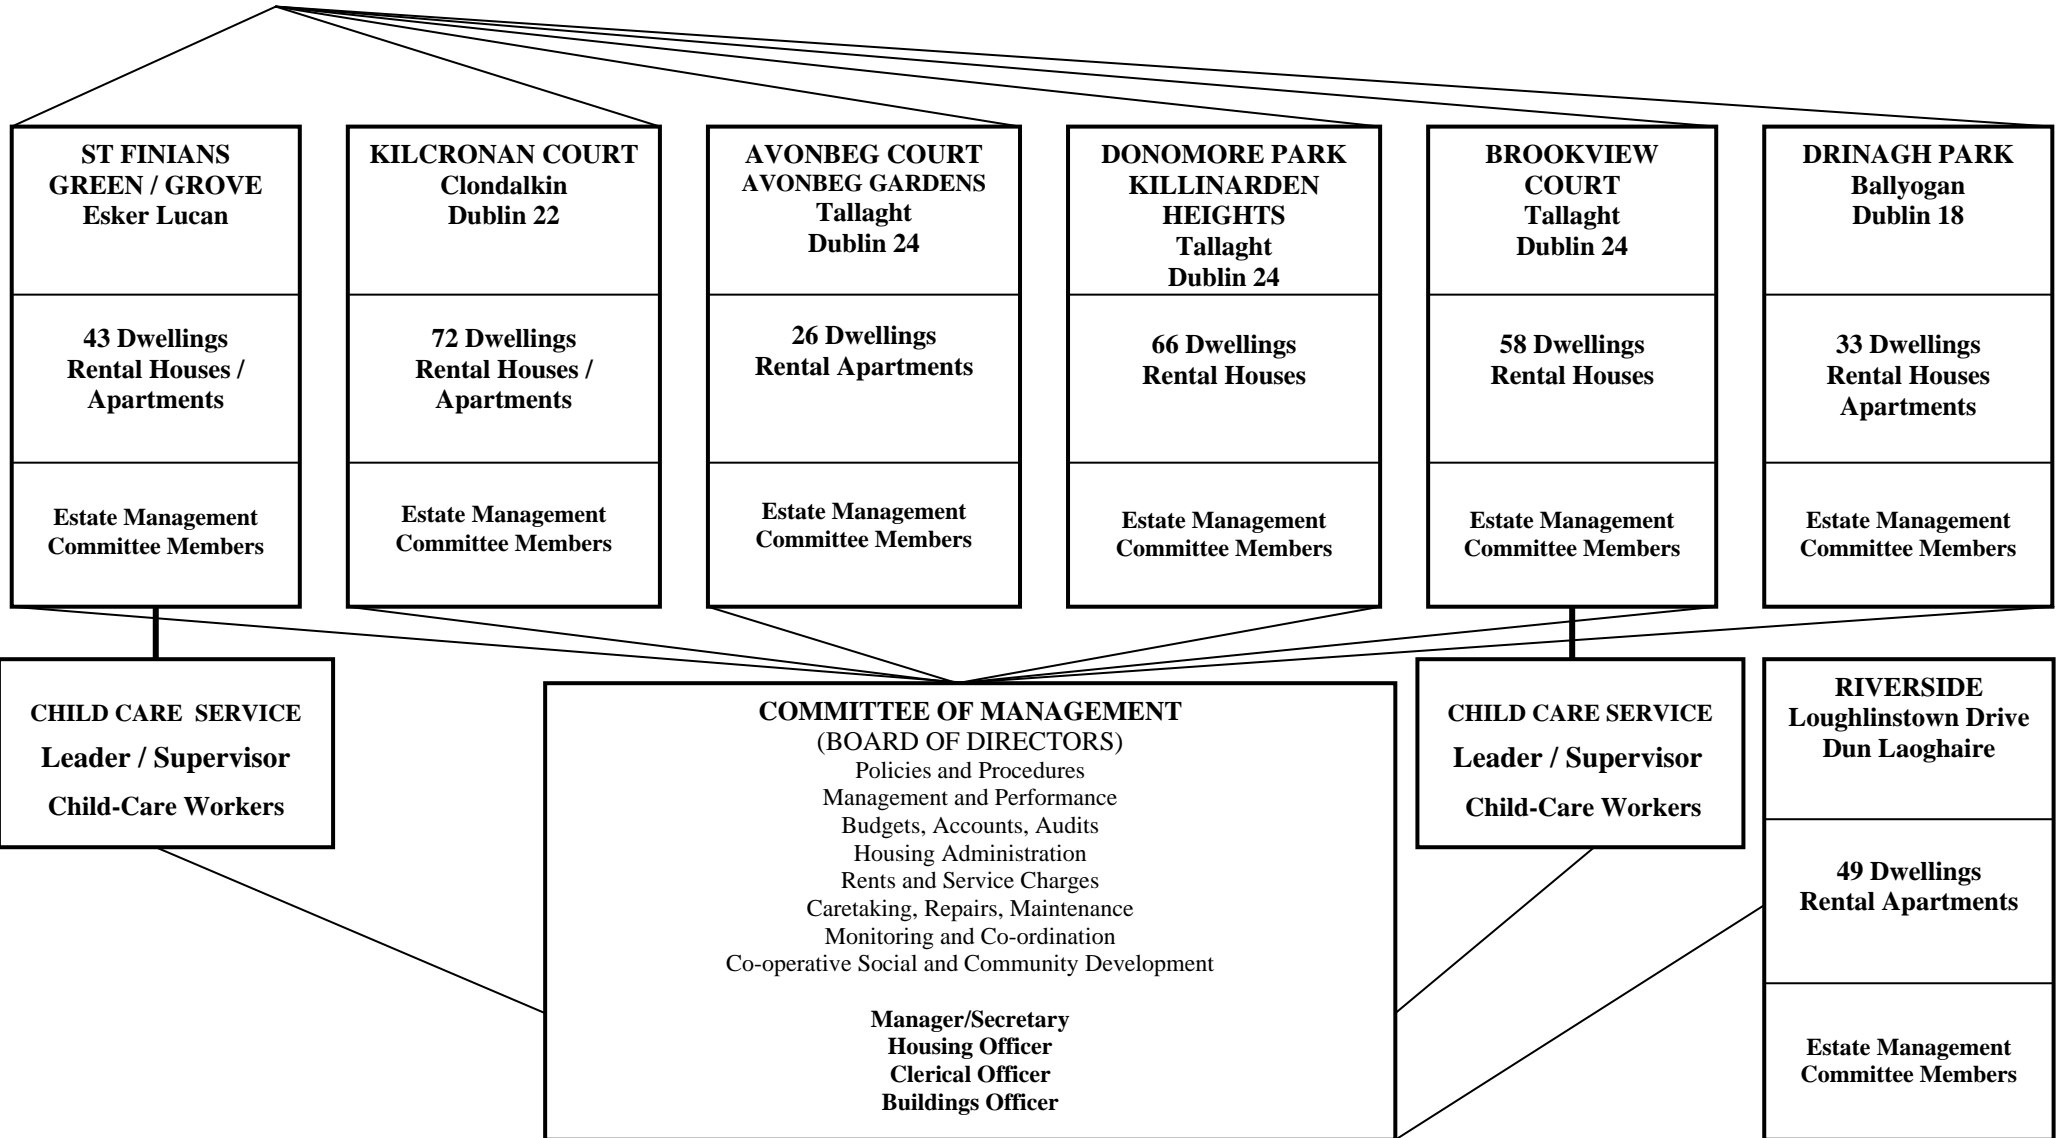 ST FINIANS
GREEN / GROVE
Esker Lucan
43 Dwellings
Rental Houses /
Apartments
Estate Management
Committee Members
KILCRONAN COURT
Clondalkin
Dublin 22
72 Dwellings
Rental Houses /
Apartments
Estate Management
Committee Members
AVONBEG COURT
AVONBEG GARDENS
Tallaght
Dublin 24
26 Dwellings
Rental Apartments
Estate Management
Committee Members
DONOMORE PARK
KILLINARDEN
HEIGHTS
Tallaght
Dublin 24
66 Dwellings
Rental Houses
Estate Management
Committee Members
BROOKVIEW
COURT
Tallaght
Dublin 24
58 Dwellings
Rental Houses
Estate Management
Committee Members
DRINAGH PARK
Ballyogan
Dublin 18
33 Dwellings
Rental Houses
Apartments
Estate Management
Committee Members
CHILD CARE SERVICE
Leader / Supervisor
Child-Care Workers
COMMITTEE OF MANAGEMENT
(BOARD OF DIRECTORS)
Policies and Procedures
Management and Performance
Budgets, Accounts, Audits
Housing Administration
Rents and Service Charges
Caretaking, Repairs, Maintenance
Monitoring and Co-ordination
Co-operative Social and Community Development
Manager/Secretary
Housing Officer
Clerical Officer
Buildings Officer
CHILD CARE SERVICE
Leader / Supervisor
Child-Care Workers
RIVERSIDE
Loughlinstown Drive
Dun Laoghaire
49 Dwellings
Rental Apartments
Estate Management
Committee Members